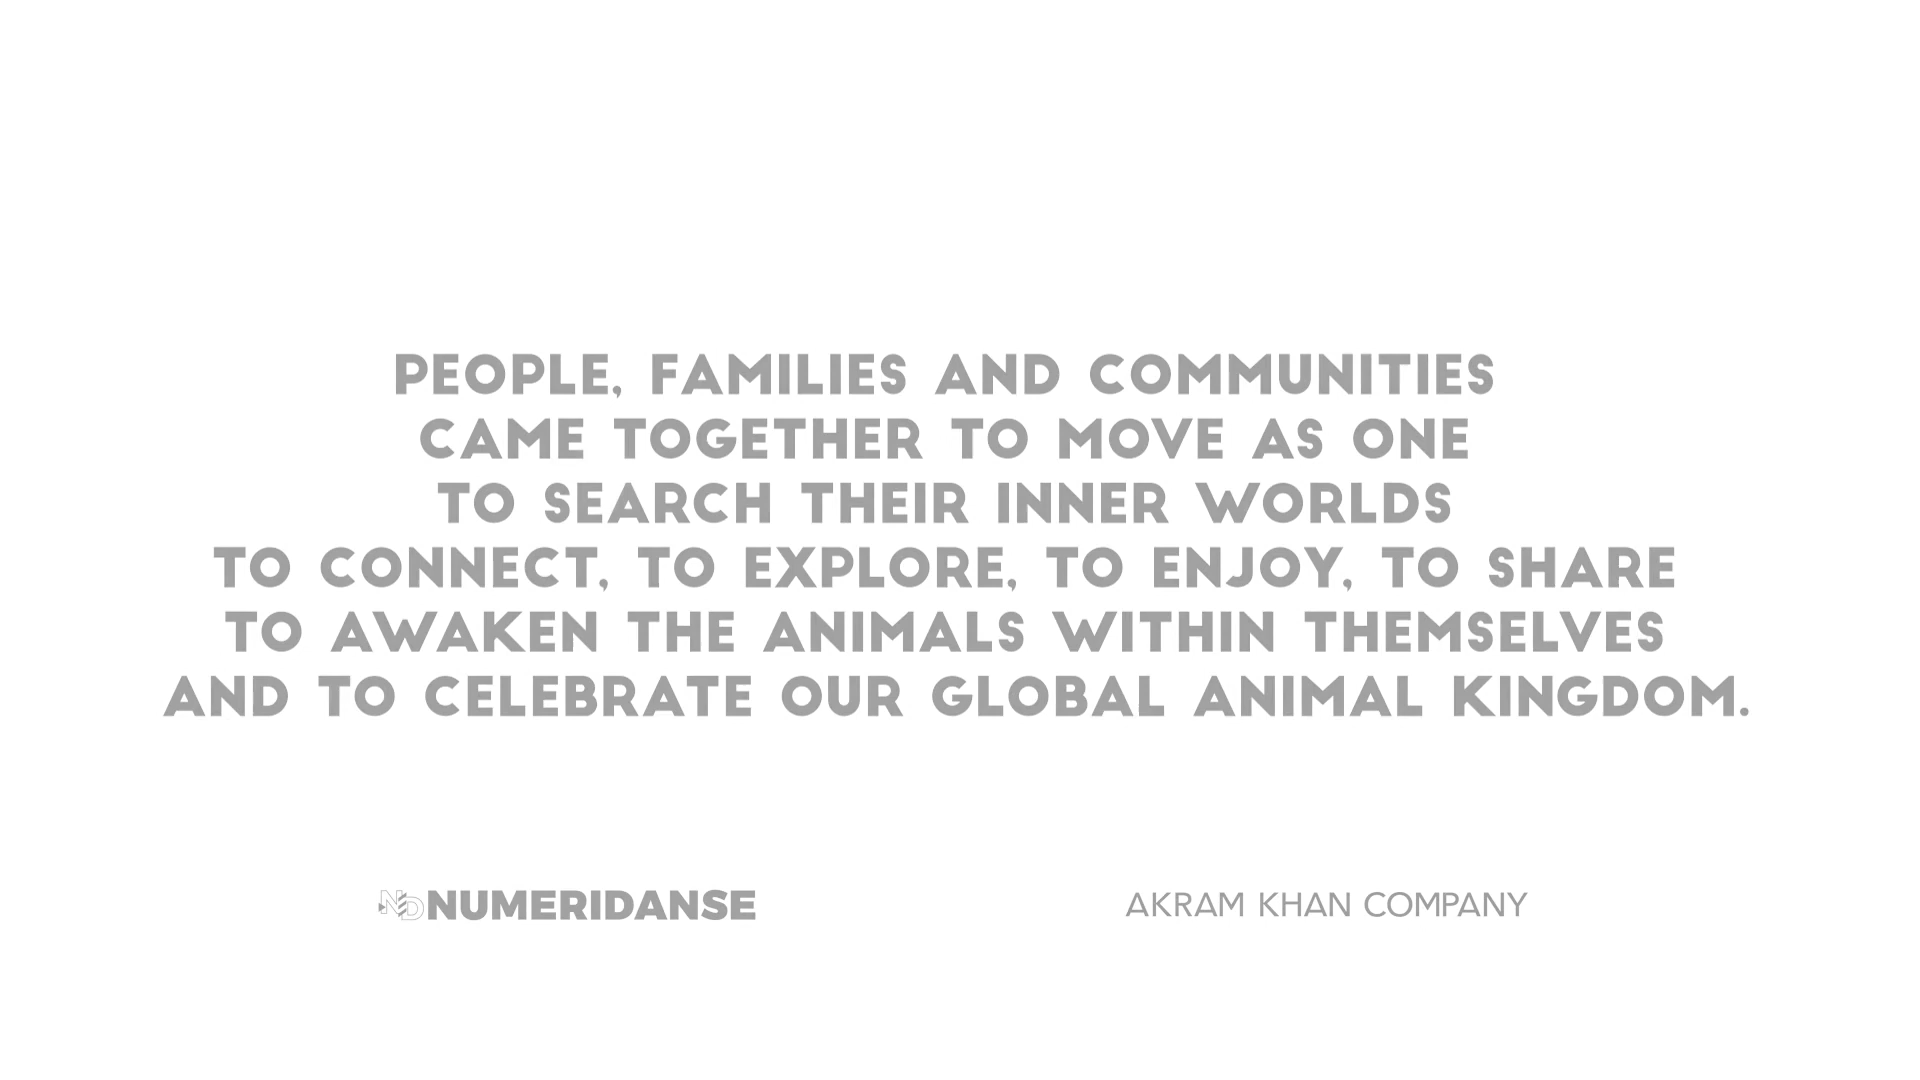 PEOPLE, FAMILIES AND COMMUNITIES
CAME TOGETHER TO MOVE AS ONE
TO SEARCH THEIR INNER WORLDS
TO CONNECT, TO EXPLORE, TO ENJOY, TO SHARE
TO AWAKEN THE ANIMALS WITHIN THEMSELVES
AND TO CELEBRATE OUR GLOBAL ANIMAL KINGDOM.
ND NUMERIDANSE
AKRAM KHAN COMPANY